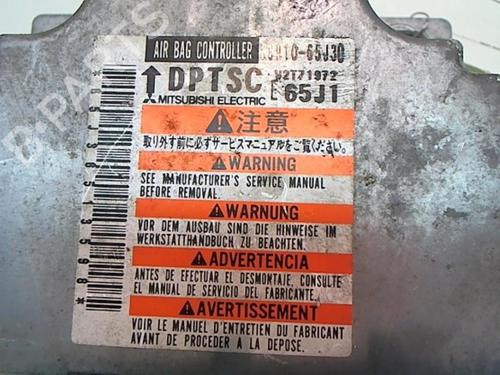 AIR BAG CONTROLLER
DPTSC W2T71972
MITSUBISHI ELECTRIC 65J1
注意
取り外す前に必ずサービスマニュアルをご覧ください。
WARNING
SEE MANUFACTURER'S SERVICE MANUAL
BEFORE REMOVAL.
WARNUNG
VOR DEM AUSBAU SIND DIE HINWEISE IM
WERKSTATTHANDBUCH ZU BEACHTEN.
ADVERTENCIA
ANTES DE EFECTUAR EL DESMONTAJE, CONSULTE
EL MANUAL DE SERVICIO DEL FABRICANTE.
AVERTISSEMENT
VOIR LE MANUEL D'ENTRETIEN DU FABRICANT
AVANT DE PROCEDER A LA DEPOSE.